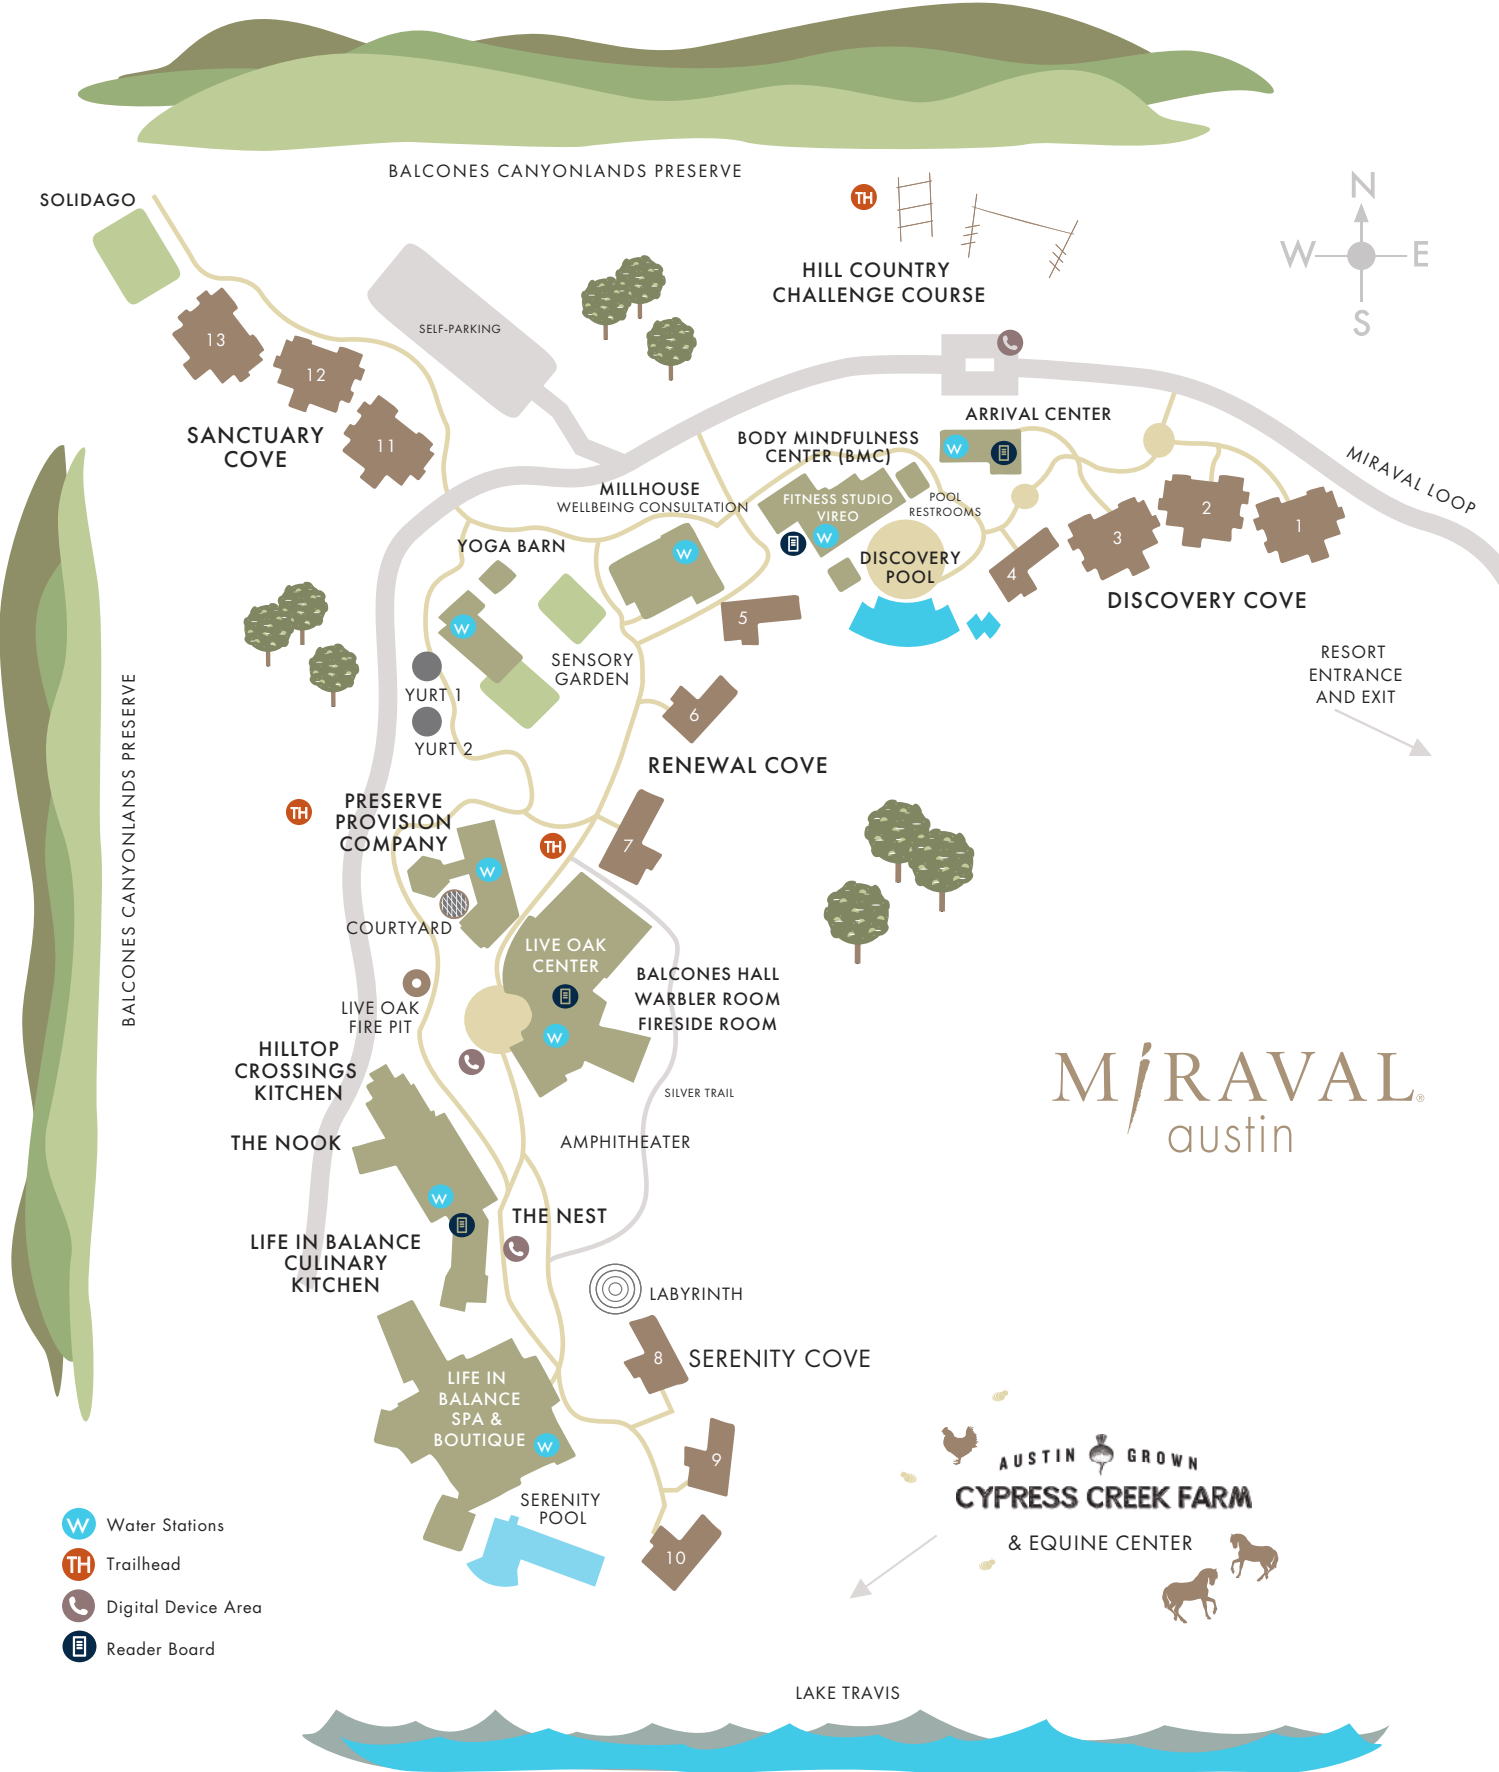 BALCONES CANYONLANDS PRESERVE
SOLIDAGO
TH
N
W
E
S
HILL COUNTRY
CHALLENGE COURSE
SELF-PARKING
13
12
11
SANCTUARY
COVE
ARRIVAL CENTER
W
BODY MINDFULNESS
CENTER (BMC)
MIRAVAL LOOP
MILLHOUSE
WELLBEING CONSULTATION
FITNESS STUDIO
VIREO
W
POOL
RESTROOMS
2
1
3
4
YOGA BARN
W
DISCOVERY
POOL
DISCOVERY COVE
W
5
SENSORY
GARDEN
RESORT
ENTRANCE
AND EXIT
YURT 1
YURT 2
6
RENEWAL COVE
BALCONES CANYONLANDS PRESERVE
TH
PRESERVE
PROVISION
COMPANY
TH
7
W
COURTYARD
LIVE OAK
CENTER
BALCONES HALL
WARBLER ROOM
FIRESIDE ROOM
W
LIVE OAK
FIRE PIT
HILLTOP
CROSSINGS
KITCHEN
SILVER TRAIL
MIRAVAL®
austin
THE NOOK
AMPHITHEATER
W
THE NEST
LIFE IN BALANCE
CULINARY
KITCHEN
LABYRINTH
8
SERENITY COVE
LIFE IN
BALANCE
SPA &
BOUTIQUE
W
9
AUSTIN GROWN
CYPRESS CREEK FARM
& EQUINE CENTER
SERENITY
POOL
10
W Water Stations
TH Trailhead
Digital Device Area
Reader Board
LAKE TRAVIS